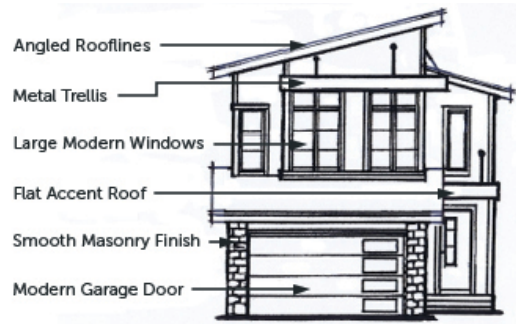 Angled Rooflines
Metal Trellis
Large Modern Windows
Flat Accent Roof
Smooth Masonry Finish
Modern Garage Door